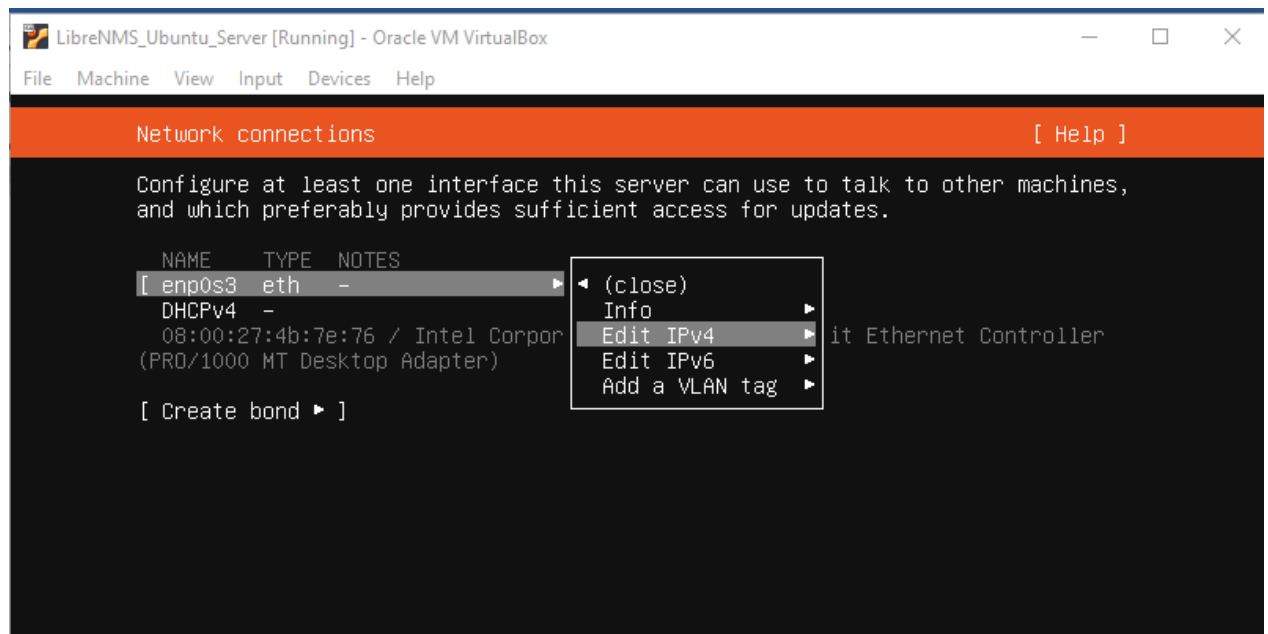 LibreNMS_Ubuntu_Server [Running] - Oracle VM VirtualBox
File Machine View Input Devices Help
Network connections [ Help ]
Configure at least one interface this server can use to talk to other machines,
and which preferably provides sufficient access for updates.
NAME TYPE NOTES
[ enp0s3 eth - ▸
DHCPv4 -
08:00:27:4b:7e:76 / Intel Corpor it Ethernet Controller
(PRO/1000 MT Desktop Adapter)
◂ (close)
Info ▸
Edit IPv4 ▸
Edit IPv6 ▸
Add a VLAN tag ▸
[ Create bond ▸ ]